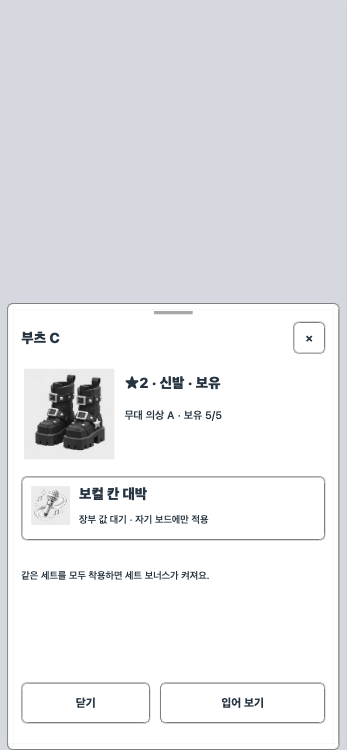 부츠 C
×
★2 · 신발 · 보유
무대 의상 A · 보유 5/5
보컬 칸 대박
장부 값 대기 · 자기 보드에만 적용
같은 세트를 모두 착용하면 세트 보너스가 켜져요.
닫기
입어 보기